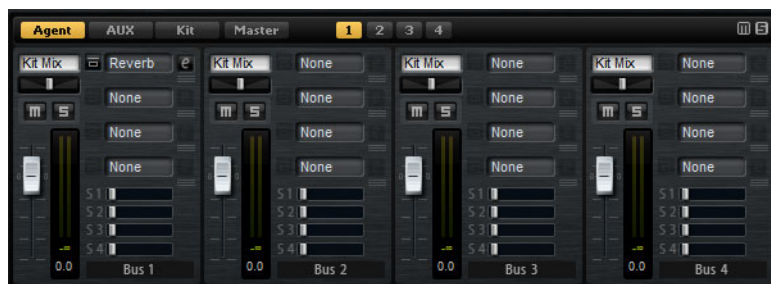 Agent AUX Kit Master 1 2 3 4 m S
Kit Mix Reverb e Kit Mix None Kit Mix None Kit Mix None
None None None None
m S m S m S m S
None None None None
None None None None
S1 S1 S1 S1
S2 S2 S2 S2
S3 S3 S3 S3
-∞ S4 -∞ S4 -∞ S4 -∞ S4
0.0 Bus 1 0.0 Bus 2 0.0 Bus 3 0.0 Bus 4